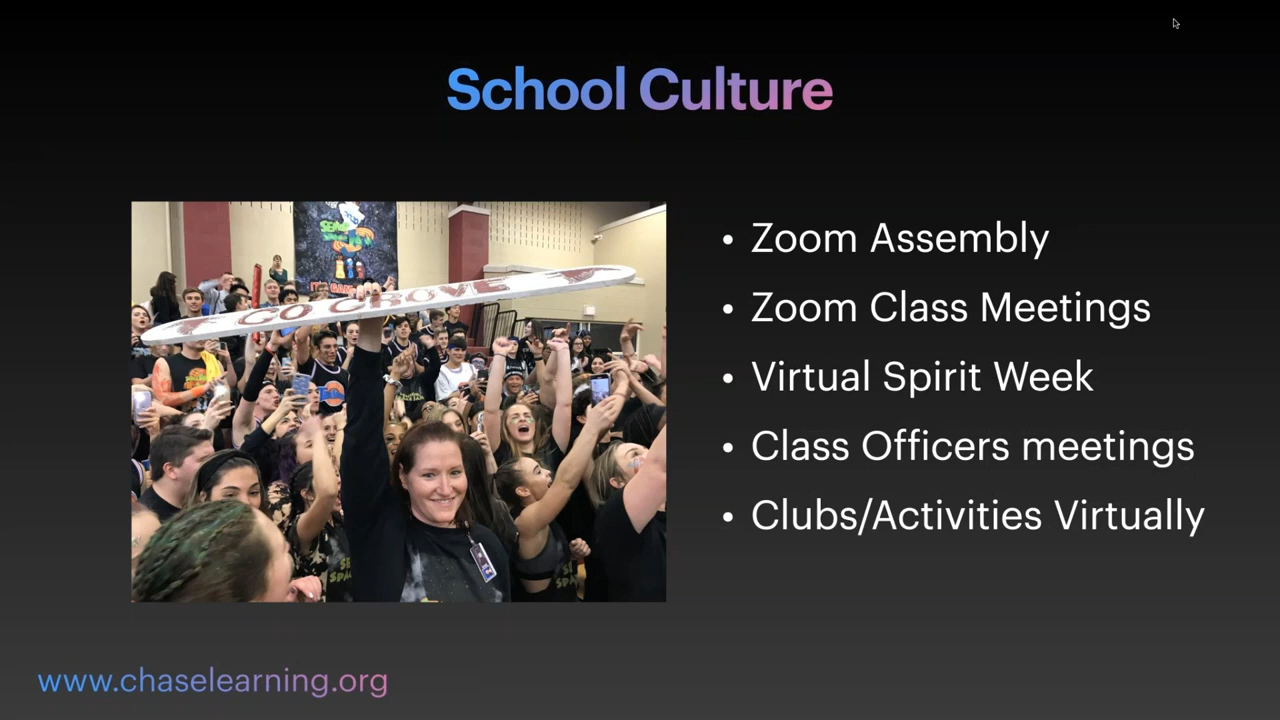 School Culture
GO GROVE
• Zoom Assembly
• Zoom Class Meetings
• Virtual Spirit Week
• Class Officers meetings
• Clubs/Activities Virtually
www.chaselearning.org